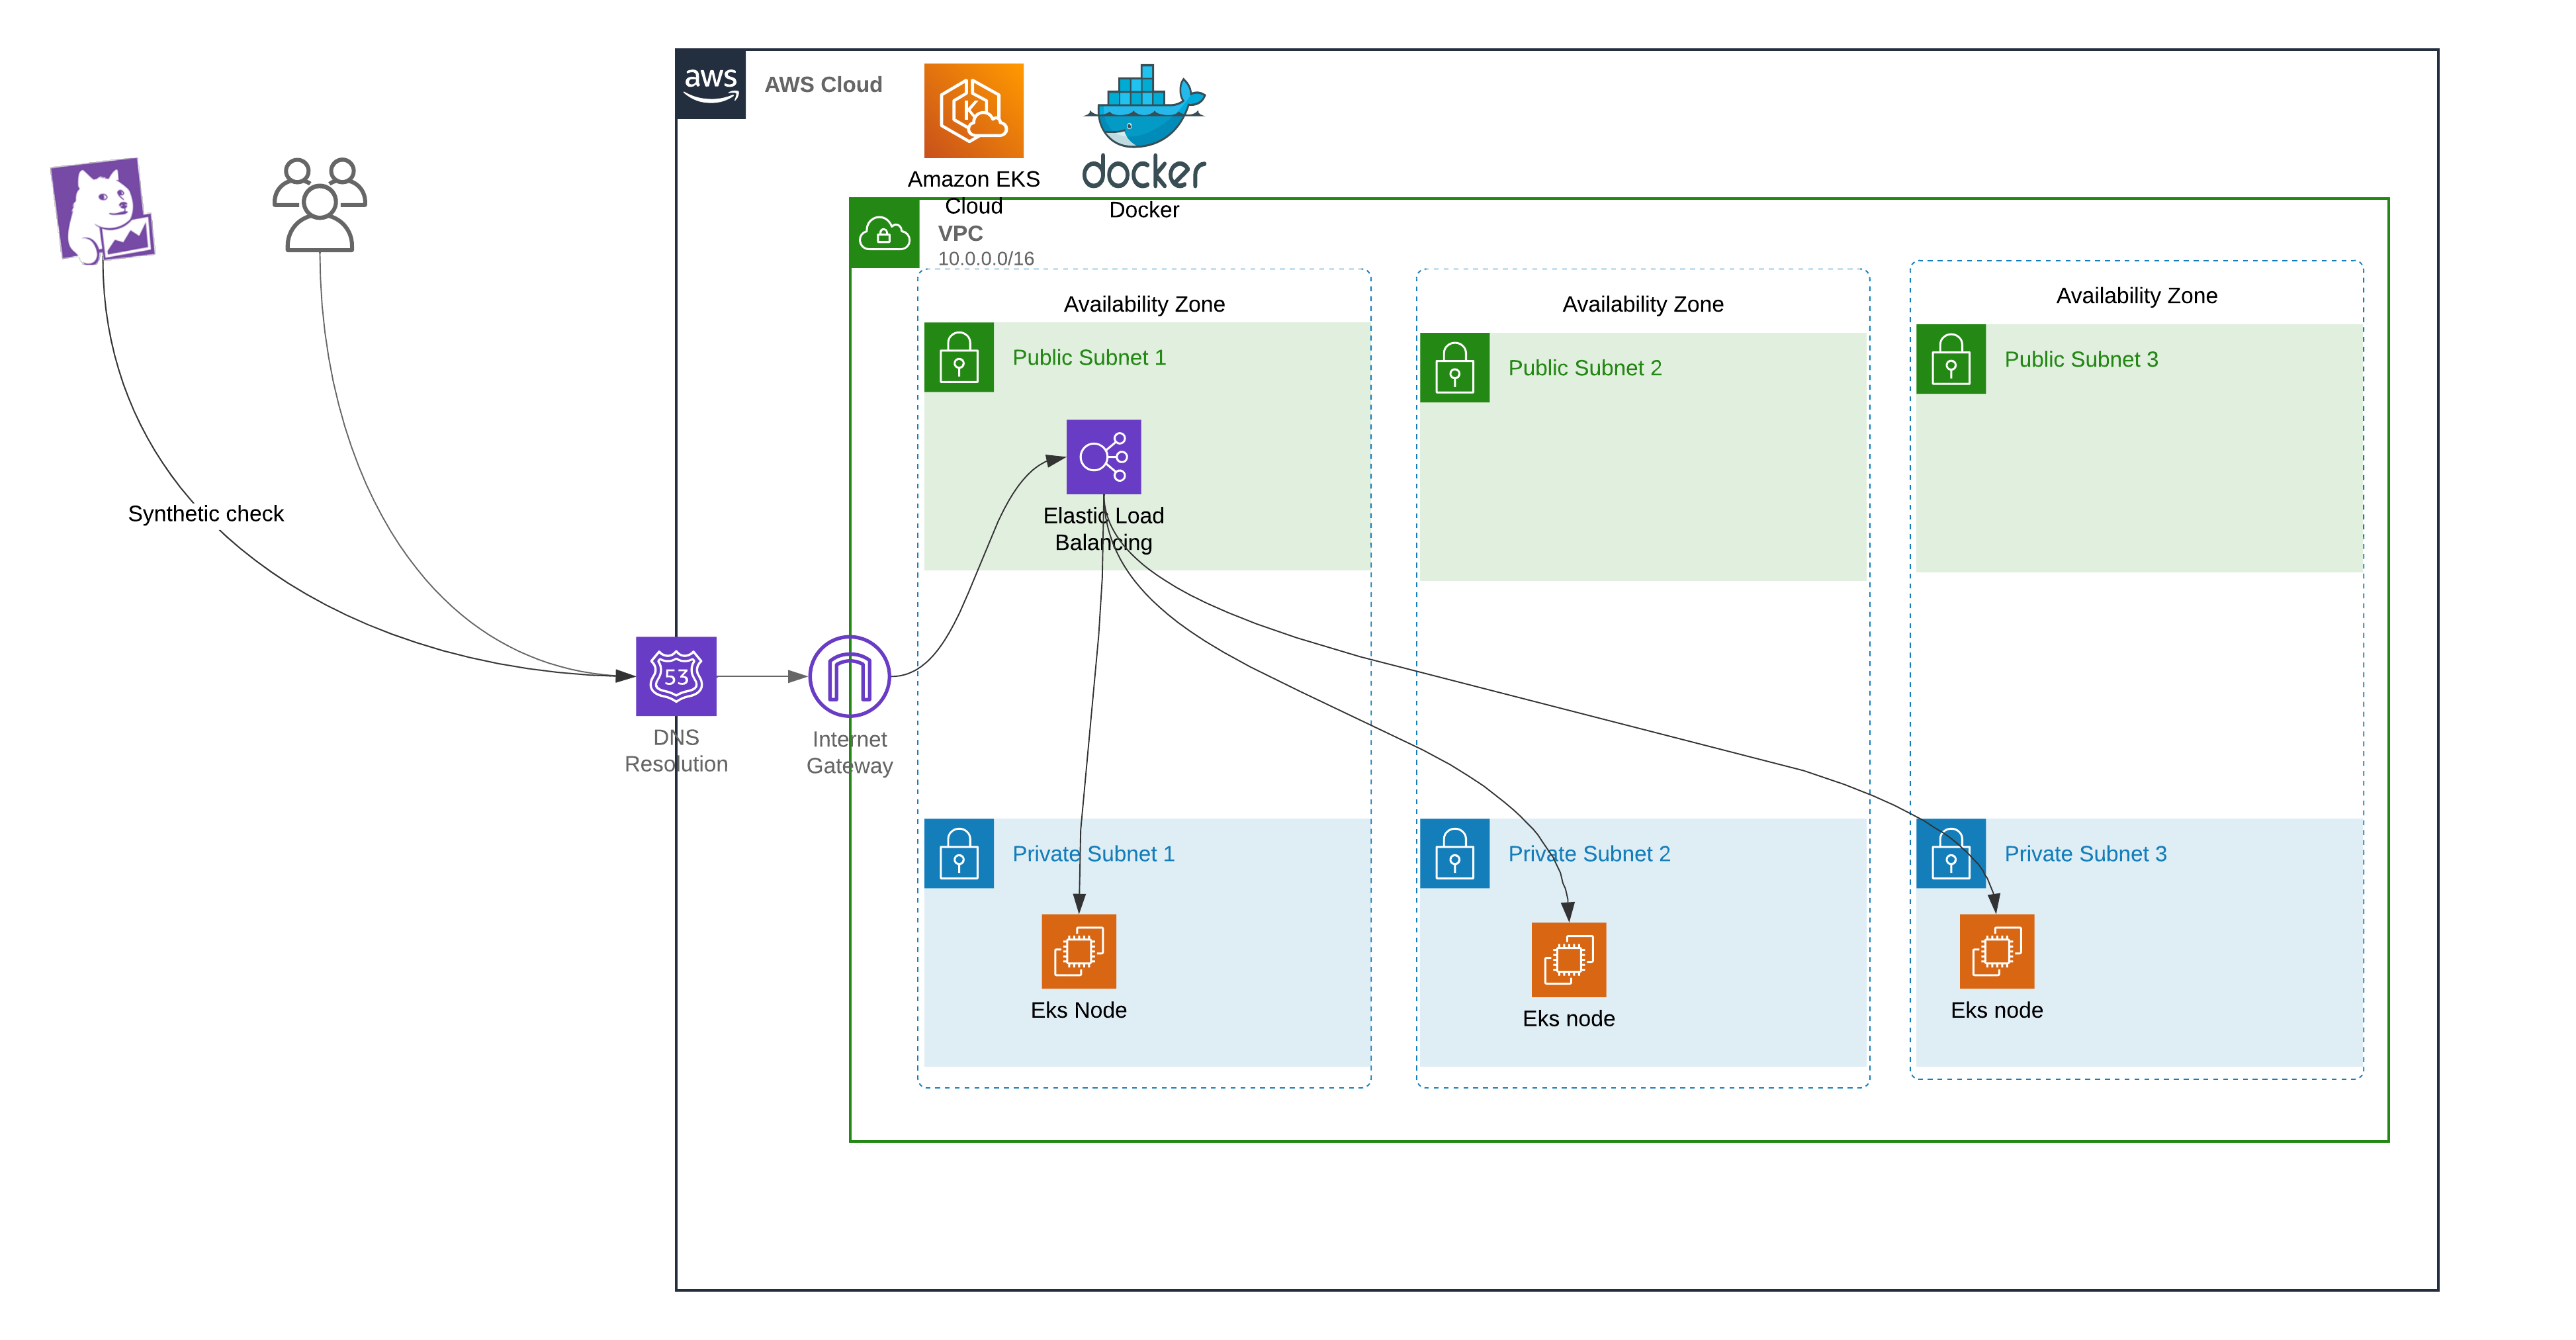 aws
AWS Cloud
K
docker
Amazon EKS
Cloud
Docker
VPC
10.0.0.0/16
Availability Zone
Availability Zone
Availability Zone
Public Subnet 1
Public Subnet 2
Public Subnet 3
Synthetic check
Elastic Load
Balancing
53
DNS
Resolution
Internet
Gateway
Private Subnet 1
Private Subnet 2
Private Subnet 3
Eks Node
Eks node
Eks node